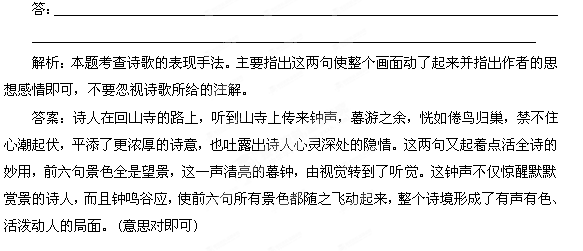 答：
解析：本题考查诗歌的表现手法。主要指出这两句使整个画面动了起来并指出作者的思
想感情即可，不要忽视诗歌所给的注解。
答案：诗人在回山寺的路上，听到山寺上传来钟声，暮游之余，恍如倦鸟归巢，禁不住
心潮起伏，平添了更浓厚的诗意，也吐露出诗人心灵深处的隐情。这两句又起着点活全诗的
妙用，前六句景色全是望景，这一声清亮的暮钟，由视觉转到了听觉。这钟声不仅惊醒默默
赏景的诗人，而且钟鸣谷应，使前六句所有景色都随之飞动起来，整个诗境形成了有声有色、
活泼动人的局面。(意思对即可)